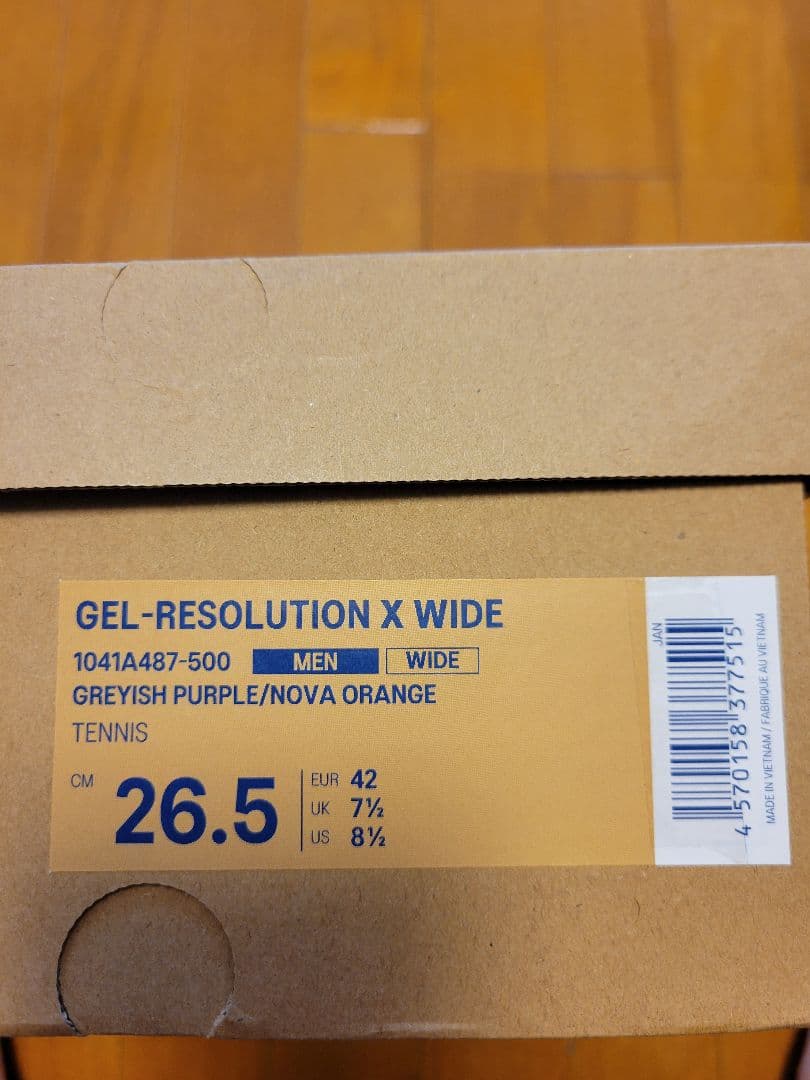 GEL-RESOLUTION X WIDE
1041A487-500 MEN WIDE
GREYISH PURPLE/NOVA ORANGE
TENNIS
CM 26.5
EUR 42
UK 7½
US 8½
JAN
4 570158 377515
MADE IN VIETNAM / FABRIQUE AU VIETNAM